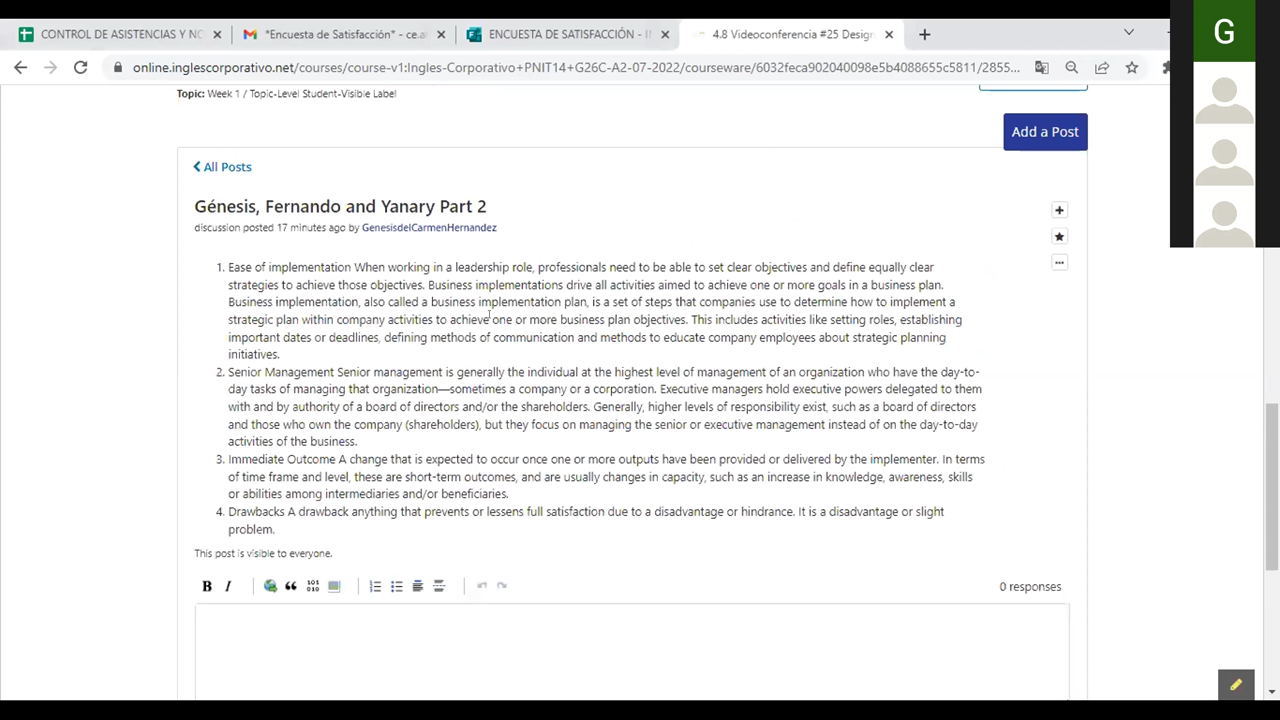 CONTROL DE ASISTENCIAS Y NO
*Encuesta de Satisfacción* - ce.al
ENCUESTA DE SATISFACCIÓN - I
4.8 Videoconferencia #25 Design
online.inglescorporativo.net/courses/course-v1:Ingles-Corporativo+PNIT14+G26C-A2-07-2022/courseware/6032feca902040098e5b4088655c5811/2855...
G
Topic: Week 1 / Topic-Level Student-Visible Label
Add a Post
All Posts
Génesis, Fernando and Yanary Part 2
discussion posted 17 minutes ago by GenesisdelCarmenHernandez
1. Ease of implementation When working in a leadership role, professionals need to be able to set clear objectives and define equally clear
strategies to achieve those objectives. Business implementations drive all activities aimed to achieve one or more goals in a business plan.
Business implementation, also called a business implementation plan, is a set of steps that companies use to determine how to implement a
strategic plan within company activities to achieve one or more business plan objectives. This includes activities like setting roles, establishing
important dates or deadlines, defining methods of communication and methods to educate company employees about strategic planning
initiatives.
2. Senior Management Senior management is generally the individual at the highest level of management of an organization who have the day-to-
day tasks of managing that organization—sometimes a company or a corporation. Executive managers hold executive powers delegated to them
with and by authority of a board of directors and/or the shareholders. Generally, higher levels of responsibility exist, such as a board of directors
and those who own the company (shareholders), but they focus on managing the senior or executive management instead of on the day-to-day
activities of the business.
3. Immediate Outcome A change that is expected to occur once one or more outputs have been provided or delivered by the implementer. In terms
of time frame and level, these are short-term outcomes, and are usually changes in capacity, such as an increase in knowledge, awareness, skills
or abilities among intermediaries and/or beneficiaries.
4. Drawbacks A drawback anything that prevents or lessens full satisfaction due to a disadvantage or hindrance. It is a disadvantage or slight
problem.
This post is visible to everyone.
B I 101 010
0 responses